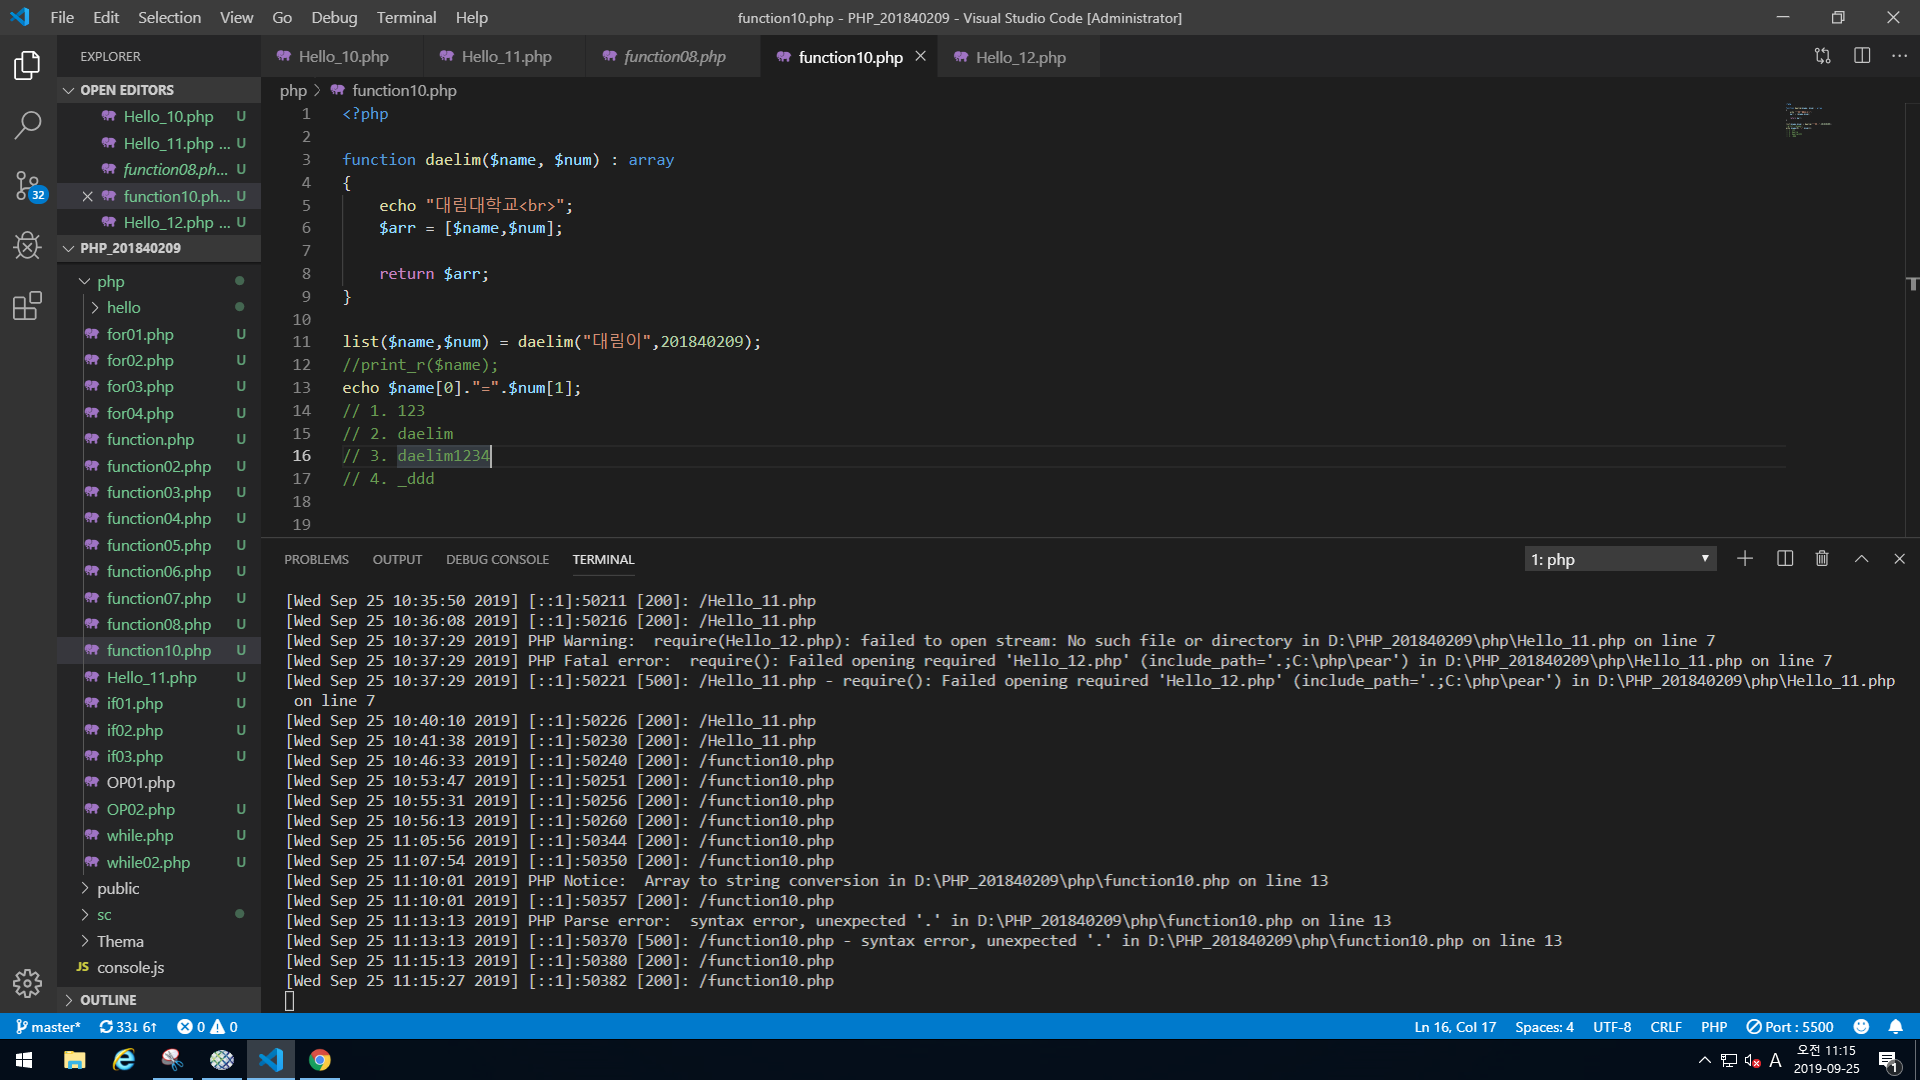 File Edit Selection View Go Debug Terminal Help
function10.php - PHP_201840209 - Visual Studio Code [Administrator]
EXPLORER
OPEN EDITORS
Hello_10.php U
Hello_11.php ... U
function08.ph... U
function10.ph... U
Hello_12.php ... U
32
PHP_201840209
php
hello
for01.php U
for02.php U
for03.php U
for04.php U
function.php U
function02.php U
function03.php U
function04.php U
function05.php U
function06.php U
function07.php U
function08.php U
function10.php U
Hello_11.php U
if01.php U
if02.php U
if03.php U
OP01.php
OP02.php U
while.php U
while02.php U
public
sc
Thema
JS console.js
OUTLINE
Hello_10.php Hello_11.php function08.php function10.php Hello_12.php
php > function10.php
1 <?php
2
3 function daelim($name, $num) : array
4 {
5 echo "대림대학교<br>";
6 $arr = [$name,$num];
7
8 return $arr;
9 }
10
11 list($name,$num) = daelim("대림이",201840209);
12 //print_r($name);
13 echo $name[0]."=".$num[1];
14 // 1. 123
15 // 2. daelim
16 // 3. daelim1234
17 // 4. _ddd
18
19
PROBLEMS OUTPUT DEBUG CONSOLE TERMINAL
1: php
[Wed Sep 25 10:35:50 2019] [::1]:50211 [200]: /Hello_11.php
[Wed Sep 25 10:36:08 2019] [::1]:50216 [200]: /Hello_11.php
[Wed Sep 25 10:37:29 2019] PHP Warning:  require(Hello_12.php): failed to open stream: No such file or directory in D:\PHP_201840209\php\Hello_11.php on line 7
[Wed Sep 25 10:37:29 2019] PHP Fatal error:  require(): Failed opening required 'Hello_12.php' (include_path='.;C:\php\pear') in D:\PHP_201840209\php\Hello_11.php on line 7
[Wed Sep 25 10:37:29 2019] [::1]:50221 [500]: /Hello_11.php - require(): Failed opening required 'Hello_12.php' (include_path='.;C:\php\pear') in D:\PHP_201840209\php\Hello_11.php
on line 7
[Wed Sep 25 10:40:10 2019] [::1]:50226 [200]: /Hello_11.php
[Wed Sep 25 10:41:38 2019] [::1]:50230 [200]: /Hello_11.php
[Wed Sep 25 10:46:33 2019] [::1]:50240 [200]: /function10.php
[Wed Sep 25 10:53:47 2019] [::1]:50251 [200]: /function10.php
[Wed Sep 25 10:55:31 2019] [::1]:50256 [200]: /function10.php
[Wed Sep 25 10:56:13 2019] [::1]:50260 [200]: /function10.php
[Wed Sep 25 11:05:56 2019] [::1]:50344 [200]: /function10.php
[Wed Sep 25 11:07:54 2019] [::1]:50350 [200]: /function10.php
[Wed Sep 25 11:10:01 2019] PHP Notice:  Array to string conversion in D:\PHP_201840209\php\function10.php on line 13
[Wed Sep 25 11:10:01 2019] [::1]:50357 [200]: /function10.php
[Wed Sep 25 11:13:13 2019] PHP Parse error:  syntax error, unexpected '.' in D:\PHP_201840209\php\function10.php on line 13
[Wed Sep 25 11:13:13 2019] [::1]:50370 [500]: /function10.php - syntax error, unexpected '.' in D:\PHP_201840209\php\function10.php on line 13
[Wed Sep 25 11:15:13 2019] [::1]:50380 [200]: /function10.php
[Wed Sep 25 11:15:27 2019] [::1]:50382 [200]: /function10.php
master* 33↓ 6↑ 0 0 Ln 16, Col 17 Spaces: 4 UTF-8 CRLF PHP Port : 5500
A 오전 11:15
2019-09-25
1